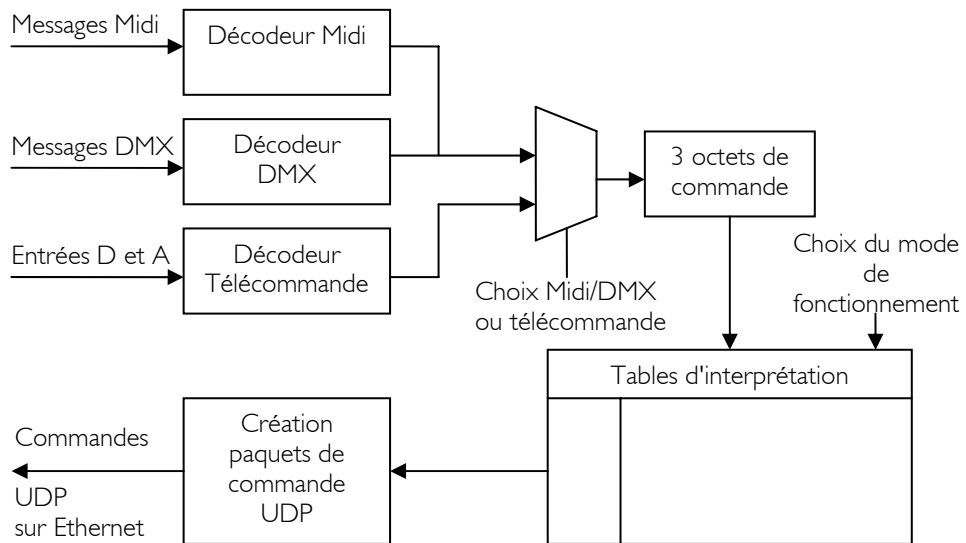 Messages Midi
Décodeur Midi
Messages DMX
Décodeur
DMX
3 octets de
commande
Entrées D et A
Décodeur
Télécommande
Choix Midi/DMX
ou télécommande
Choix du mode
de
fonctionnement
Tables d'interprétation
Commandes
UDP
sur Ethernet
Création
paquets de
commande
UDP